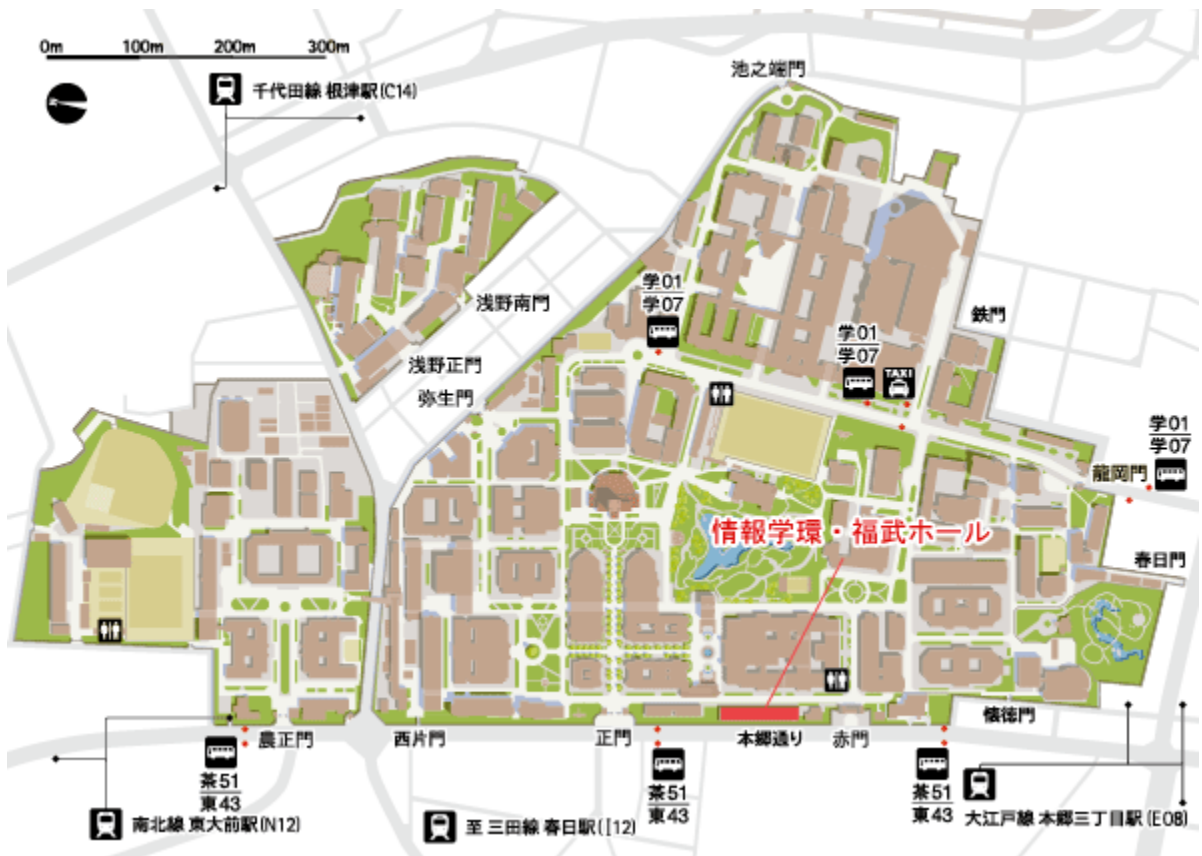 0m 100m 200m 300m
千代田線 根津駅(C14)
池之端門
浅野南門
学01
学07
浅野正門
弥生門
学01
学07
TAXI
鉄門
学01
学07
龍岡門
情報学環・福武ホール
春日門
農正門
西片門
正門
本郷通り
赤門
懐徳門
茶51
東43
茶51
東43
茶51
東43
南北線 東大前駅(N12)
至 三田線 春日駅([12)
大江戸線 本郷三丁目駅(E08)